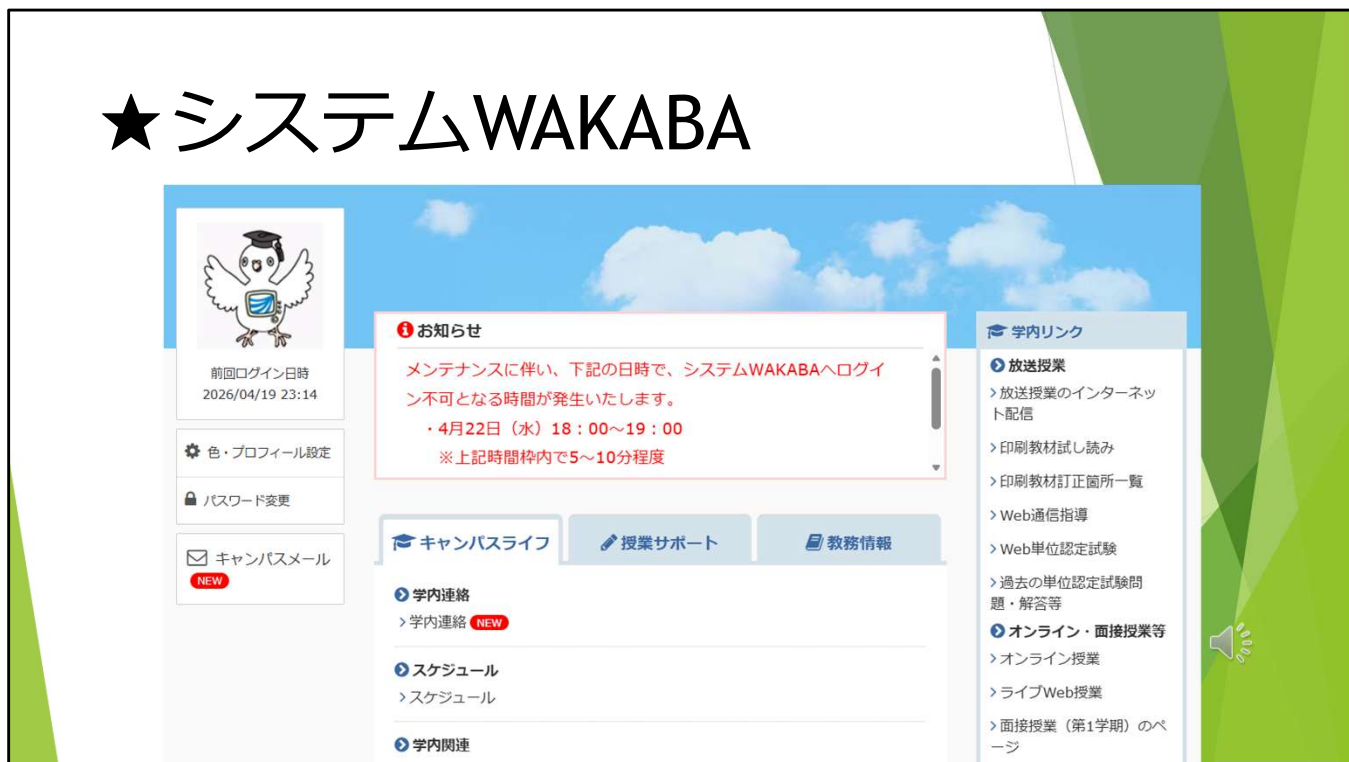 ★システムWAKABA
前回ログイン日時
2026/04/19 23:14
色・プロフィール設定
パスワード変更
キャンパスメール
NEW
お知らせ
メンテナンスに伴い、下記の日時で、システムWAKABAへログイ
ン不可となる時間が発生いたします。
・4月22日（水）18：00～19：00
※上記時間枠内で5～10分程度
キャンパスライフ
授業サポート
教務情報
学内連絡
学内連絡 NEW
スケジュール
スケジュール
学内関連
学内リンク
放送授業
放送授業のインターネッ
ト配信
印刷教材試し読み
印刷教材訂正箇所一覧
Web通信指導
Web単位認定試験
過去の単位認定試験問
題・解答等
オンライン・面接授業等
オンライン授業
ライブWeb授業
面接授業（第1学期）のペ
ージ